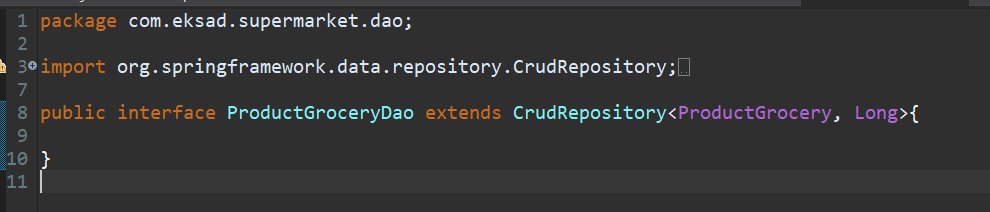 1 package com.eksad.supermarket.dao;
2
3 import org.springframework.data.repository.CrudRepository;
7
8 public interface ProductGroceryDao extends CrudRepository<ProductGrocery, Long>{
9
10 }
11